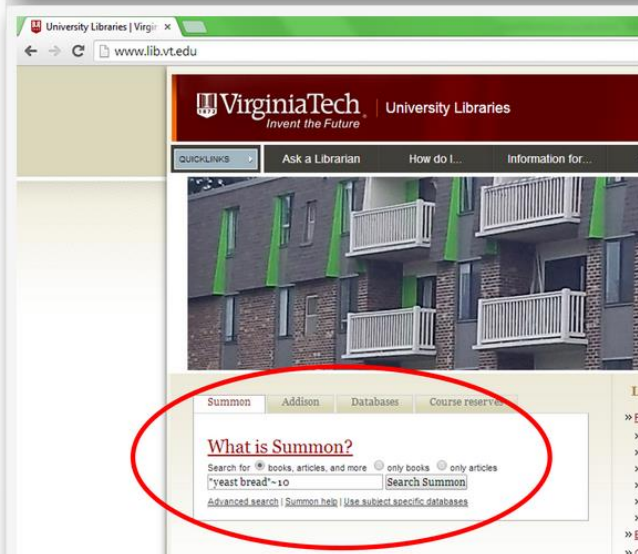 University Libraries | Virgin
www.lib.vt.edu
VirginiaTech University Libraries
Invent the Future
QUICKLINKS Ask a Librarian How do I... Information for...
Summon Addison Databases Course reserves
What is Summon?
Search for books, articles, and more only books only articles
"yeast bread"~10 Search Summon
Advanced search | Summon help | Use subject specific databases